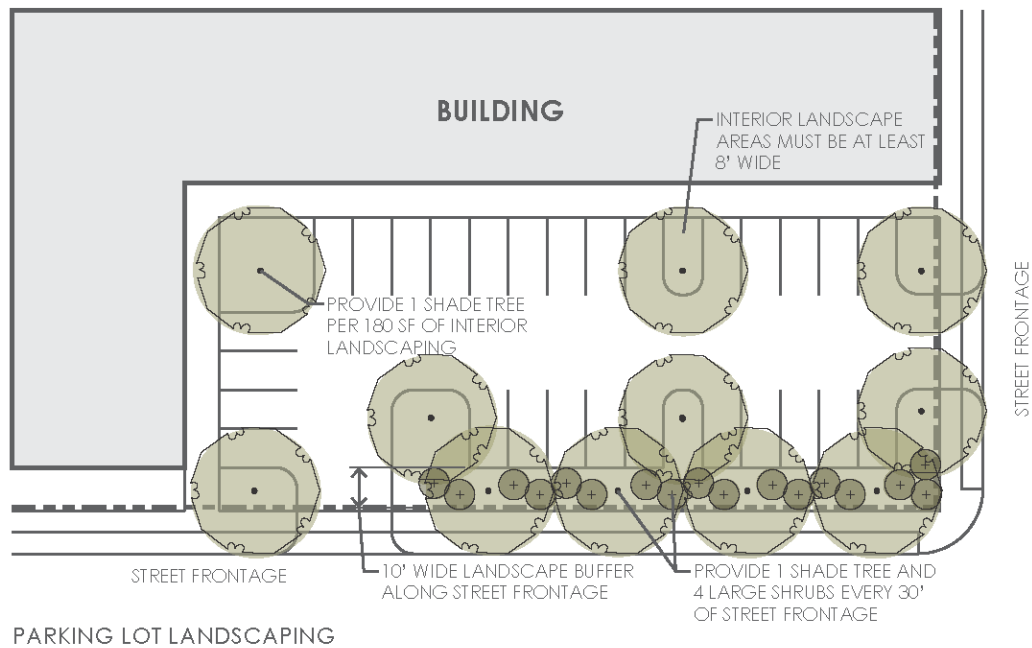 BUILDING
INTERIOR LANDSCAPE
AREAS MUST BE AT LEAST
8' WIDE
PROVIDE 1 SHADE TREE
PER 180 SF OF INTERIOR
LANDSCAPING
STREET FRONTAGE
STREET FRONTAGE
10' WIDE LANDSCAPE BUFFER
ALONG STREET FRONTAGE
PROVIDE 1 SHADE TREE AND
4 LARGE SHRUBS EVERY 30'
OF STREET FRONTAGE
PARKING LOT LANDSCAPING